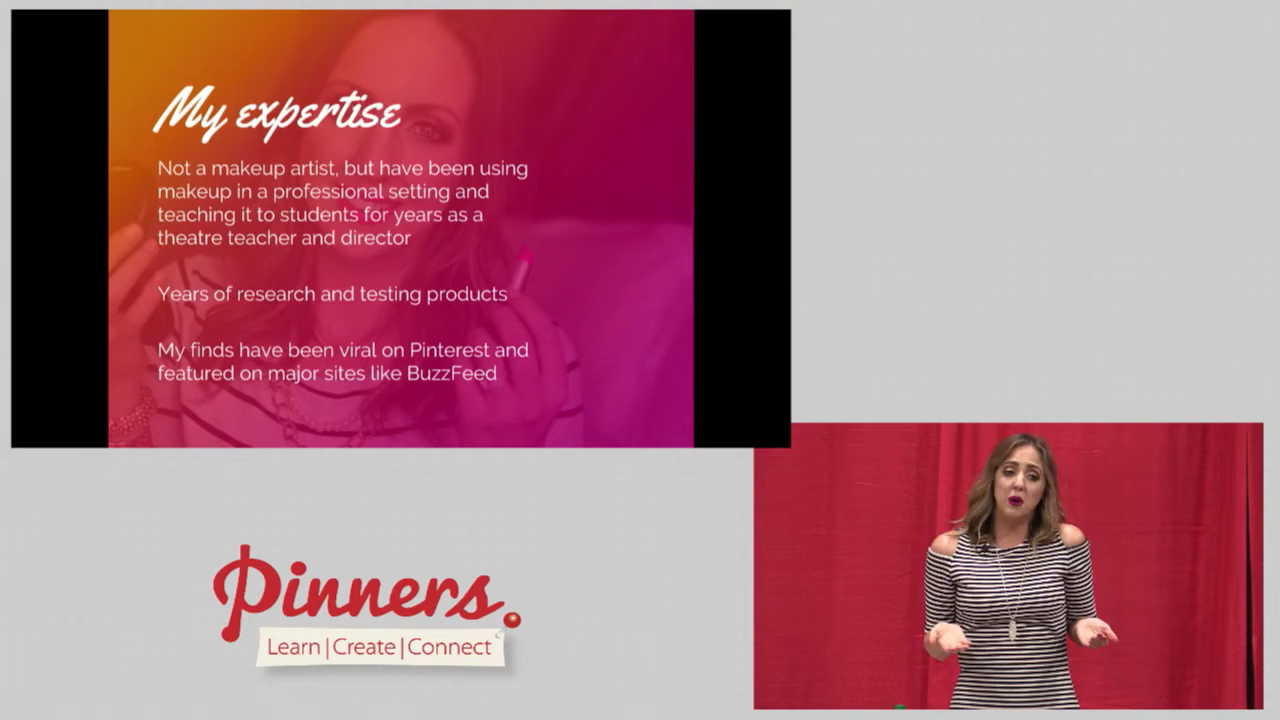 My expertise
Not a makeup artist, but have been using
makeup in a professional setting and
teaching it to students for years as a
theatre teacher and director
Years of research and testing products
My finds have been viral on Pinterest and
featured on major sites like BuzzFeed
Pinners.
Learn|Create|Connect